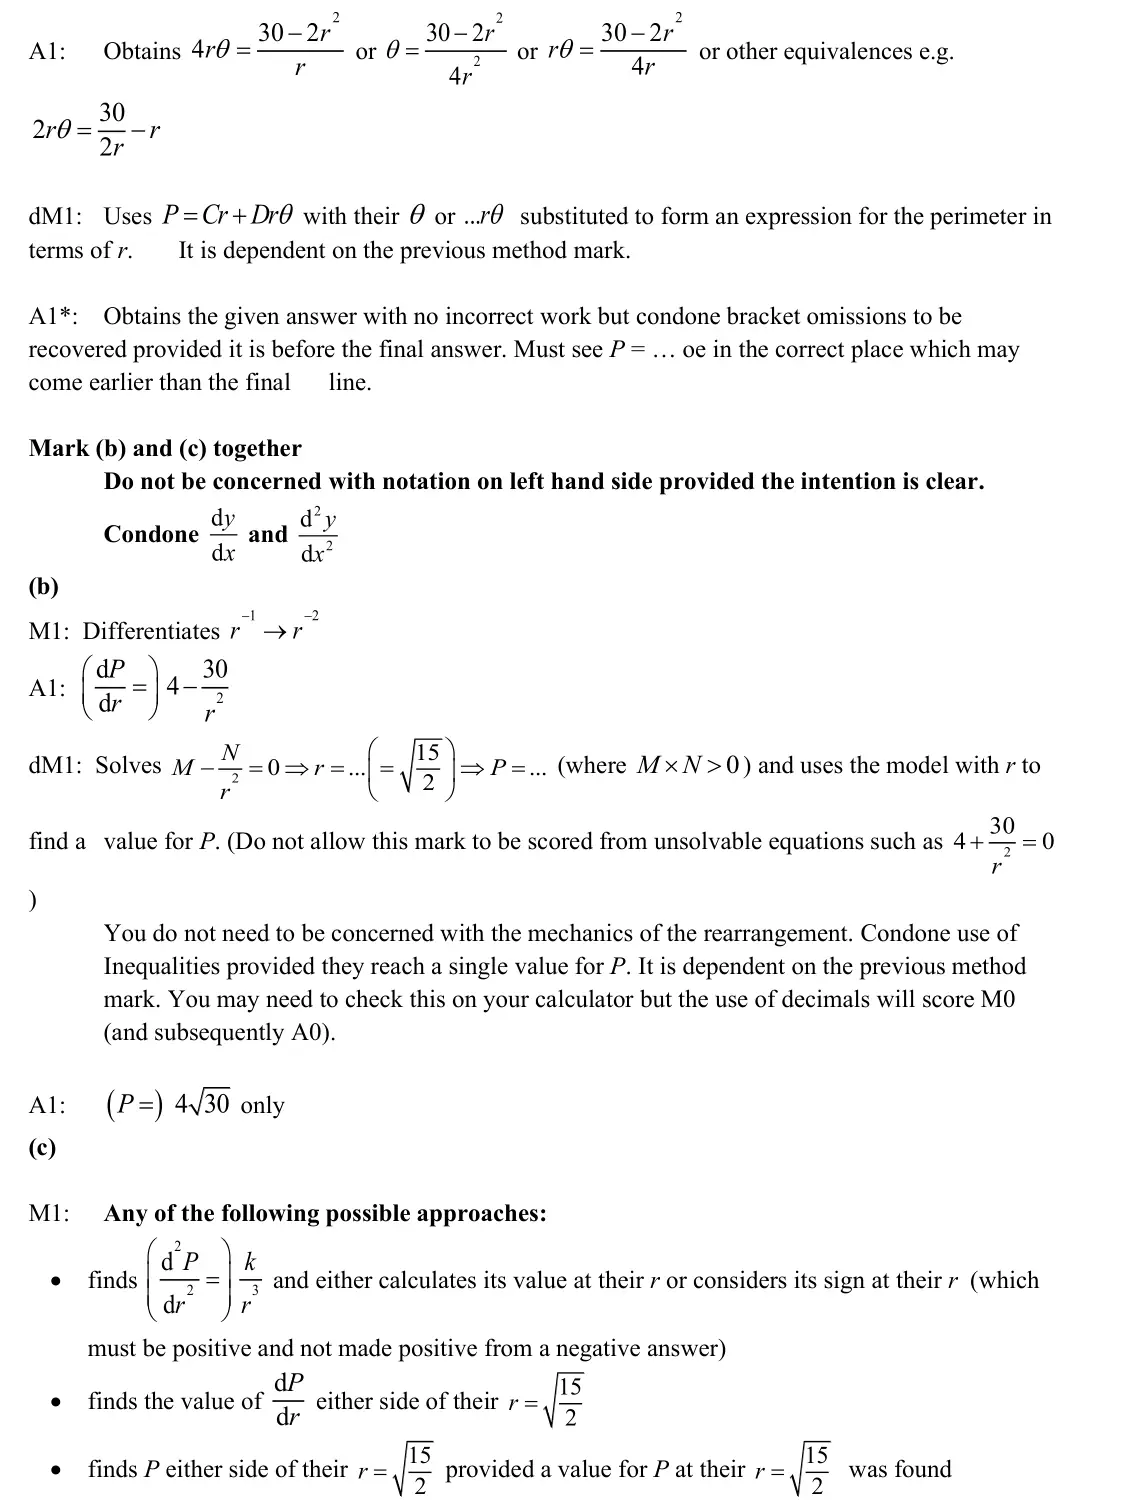 A1: Obtains 4rθ = (30 − 2r²)/r or θ = (30 − 2r²)/(4r²) or rθ = (30 − 2r²)/(4r) or other equivalences e.g.
2rθ = 30/(2r) − r
dM1: Uses P = Cr + Drθ with their θ or ...rθ substituted to form an expression for the perimeter in
terms of r. It is dependent on the previous method mark.
A1*: Obtains the given answer with no incorrect work but condone bracket omissions to be
recovered provided it is before the final answer. Must see P = … oe in the correct place which may
come earlier than the final line.
Mark (b) and (c) together
Do not be concerned with notation on left hand side provided the intention is clear.
Condone dy/dx and d²y/dx²
(b)
M1: Differentiates r⁻¹ → r⁻²
A1: (dP/dr =) 4 − 30/r²
dM1: Solves M − N/r² = 0 ⇒ r = ...(= √(15/2)) ⇒ P = ... (where M × N > 0) and uses the model with r to
find a value for P. (Do not allow this mark to be scored from unsolvable equations such as 4 + 30/r² = 0
)
You do not need to be concerned with the mechanics of the rearrangement. Condone use of
Inequalities provided they reach a single value for P. It is dependent on the previous method
mark. You may need to check this on your calculator but the use of decimals will score M0
(and subsequently A0).
A1: (P =) 4√30 only
(c)
M1: Any of the following possible approaches:
• finds (d²P/dr² =) k/r³ and either calculates its value at their r or considers its sign at their r (which
must be positive and not made positive from a negative answer)
• finds the value of dP/dr either side of their r = √(15/2)
• finds P either side of their r = √(15/2) provided a value for P at their r = √(15/2) was found